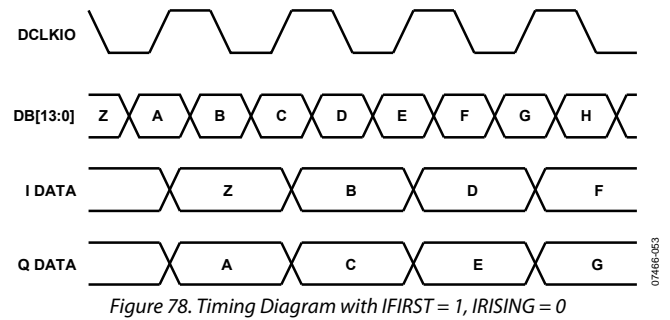 DCLKIO
DB[13:0] Z A B C D E F G H
I DATA Z B D F
Q DATA A C E G
07466-053
Figure 78. Timing Diagram with IFIRST = 1, IRISING = 0